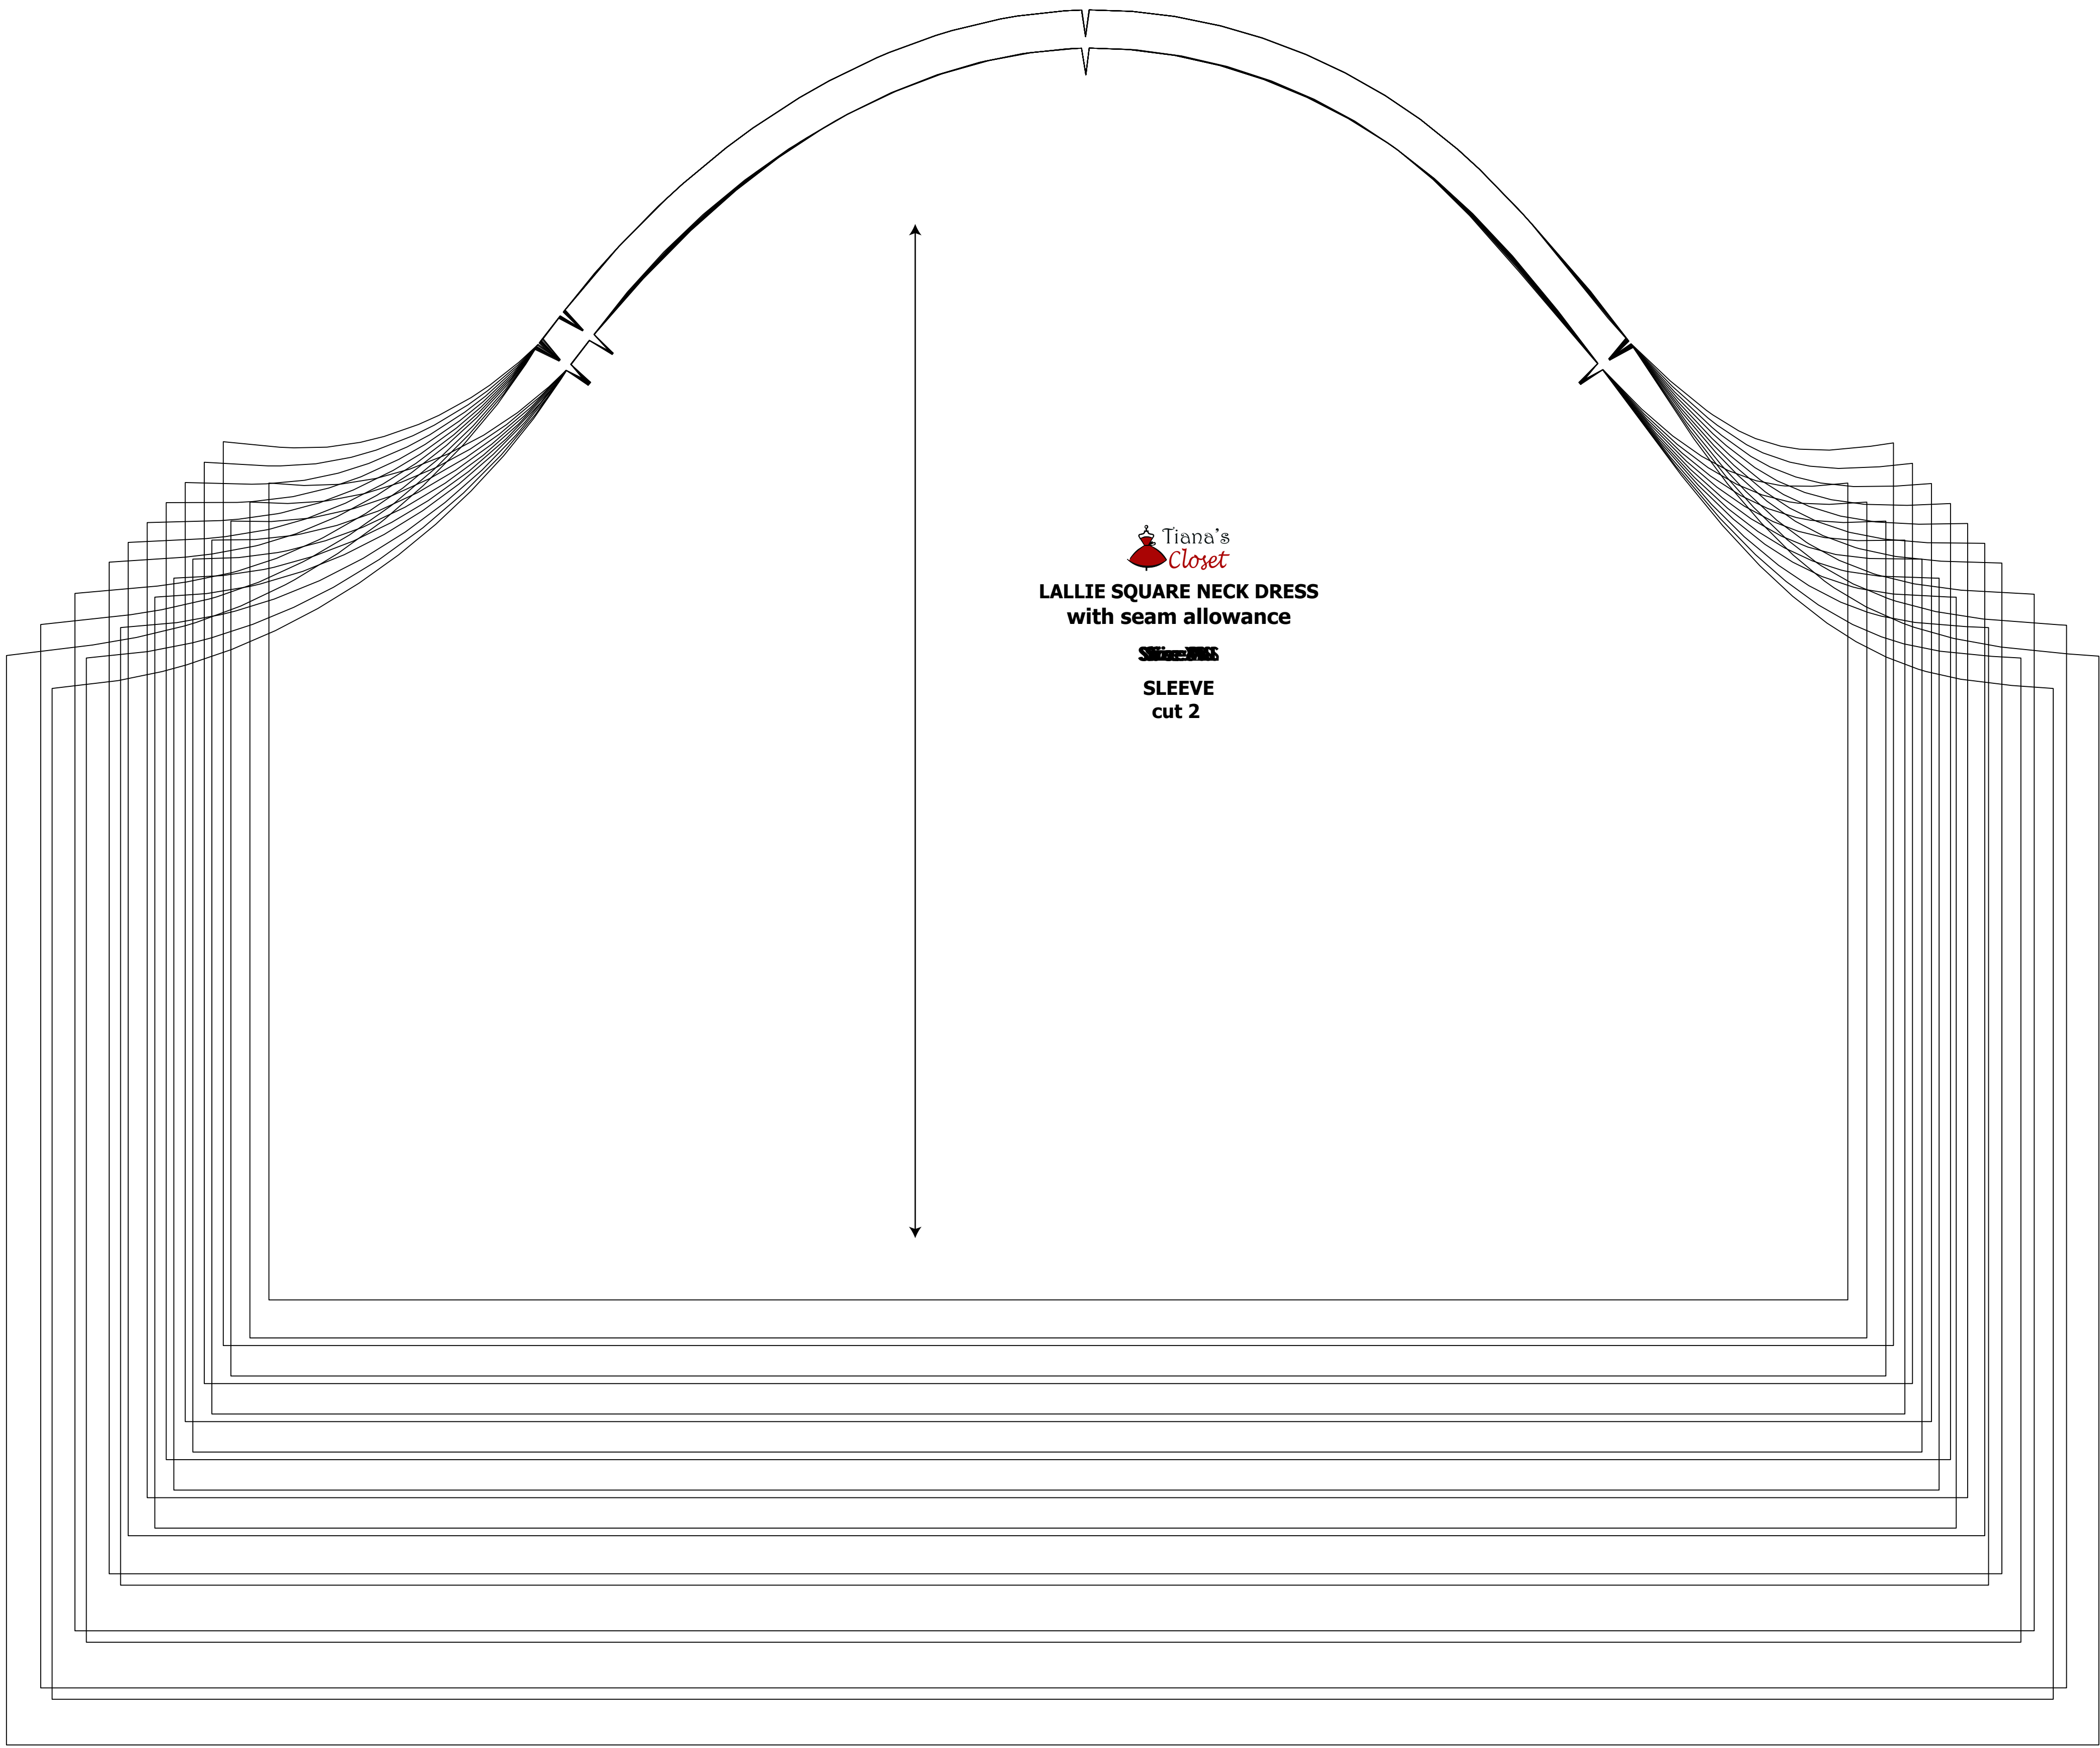 Tiana's
Closet
LALLIE SQUARE NECK DRESS
with seam allowance
SLEEVE
cut 2